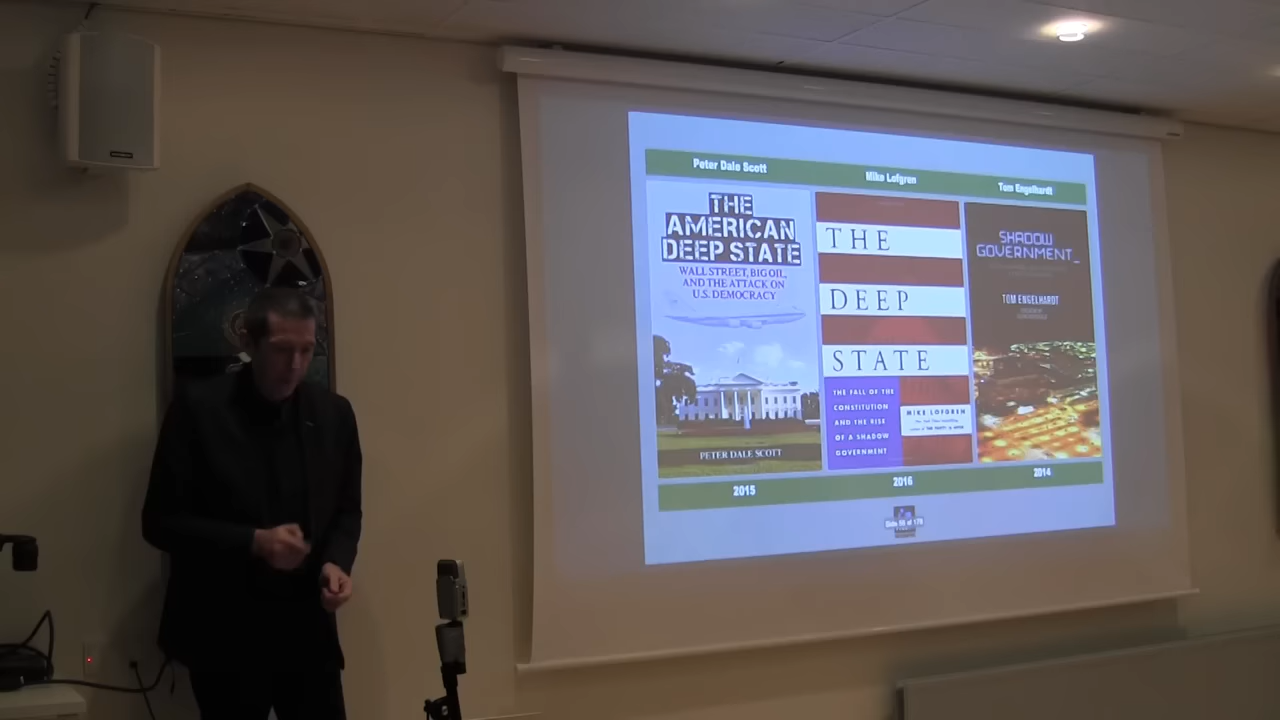 Peter Dale Scott
Mike Lofgren
Tom Engelhardt
THE
AMERICAN
DEEP STATE
WALL STREET, BIG OIL,
AND THE ATTACK ON
U.S. DEMOCRACY
PETER DALE SCOTT
THE
DEEP
STATE
THE FALL OF THE
CONSTITUTION
AND THE RISE
OF A SHADOW
GOVERNMENT
MIKE LOFGREN
SHADOW
GOVERNMENT_
TOM ENGELHARDT
2015
2016
2014